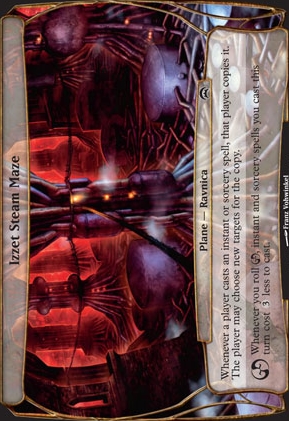 Izzet Steam Maze
Plane — Ravnica
Whenever a player casts an instant or sorcery spell, that player copies it.
The player may choose new targets for the copy.
Whenever you roll , instant and sorcery spells you cast this
turn cost 3 less to cast.
Franz Vohwinkel